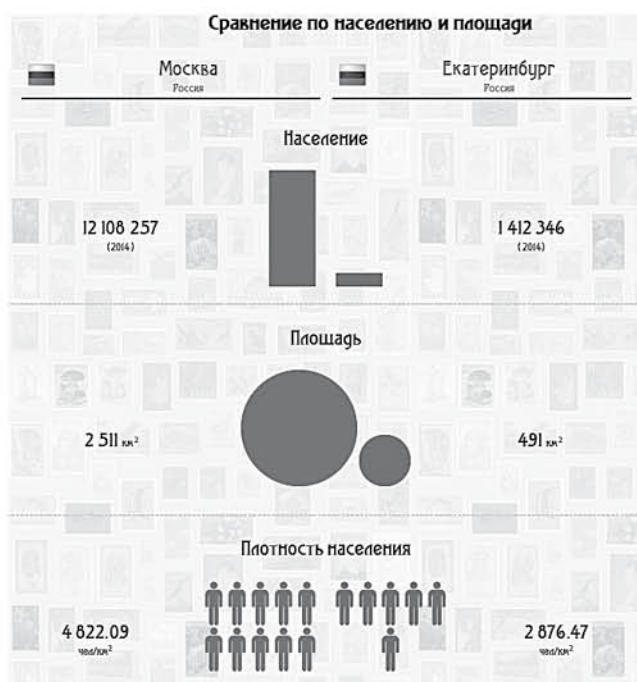 Сравнение по населению и площади
Москва
Россия
Екатеринбург
Россия
Население
12 108 257
(2014)
1 412 346
(2014)
Площадь
2 511 км²
491 км²
Плотность населения
4 822.09
чел/км²
2 876.47
чел/км²